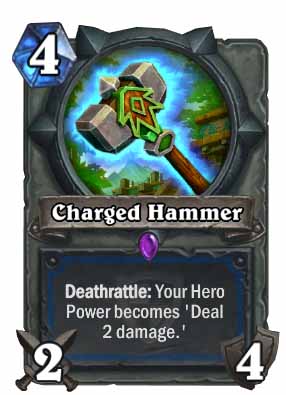 4
Charged Hammer
Deathrattle: Your Hero
Power becomes 'Deal
2 damage.'
2
4